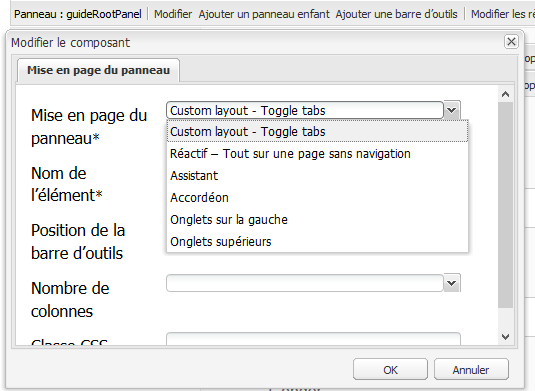 Panneau : guideRootPanel Modifier Ajouter un panneau enfant Ajouter une barre d'outils Modifier les rè
Modifier le composant
Mise en page du panneau
Mise en page du panneau*
Custom layout - Toggle tabs
Custom layout - Toggle tabs
Réactif – Tout sur une page sans navigation
Assistant
Accordéon
Onglets sur la gauche
Onglets supérieurs
Nom de l'élément*
Position de la barre d'outils
Nombre de colonnes
Classe CSS
OK Annuler